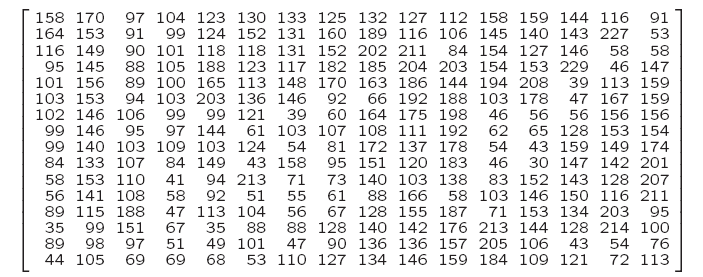 158 170 97 104 123 130 133 125 132 127 112 158 159 144 116 91
164 153 91 99 124 152 131 160 189 116 106 145 140 143 227 53
116 149 90 101 118 118 131 152 202 211 84 154 127 146 58 58
95 145 88 105 188 123 117 182 185 204 203 154 153 229 46 147
101 156 89 100 165 113 148 170 163 186 144 194 208 39 113 159
103 153 94 103 203 136 146 92 66 192 188 103 178 47 167 159
102 146 106 99 99 121 39 60 164 175 198 46 56 56 156 156
99 146 95 97 144 61 103 107 108 111 192 62 65 128 153 154
99 140 103 109 103 124 54 81 172 137 178 54 43 159 149 174
84 133 107 84 149 43 158 95 151 120 183 46 30 147 142 201
58 153 110 41 94 213 71 73 140 103 138 83 152 143 128 207
56 141 108 58 92 51 55 61 88 166 58 103 146 150 116 211
89 115 188 47 113 104 56 67 128 155 187 71 153 134 203 95
35 99 151 67 35 88 88 128 140 142 176 213 144 128 214 100
89 98 97 51 49 101 47 90 136 136 157 205 106 43 54 76
44 105 69 69 68 53 110 127 134 146 159 184 109 121 72 113